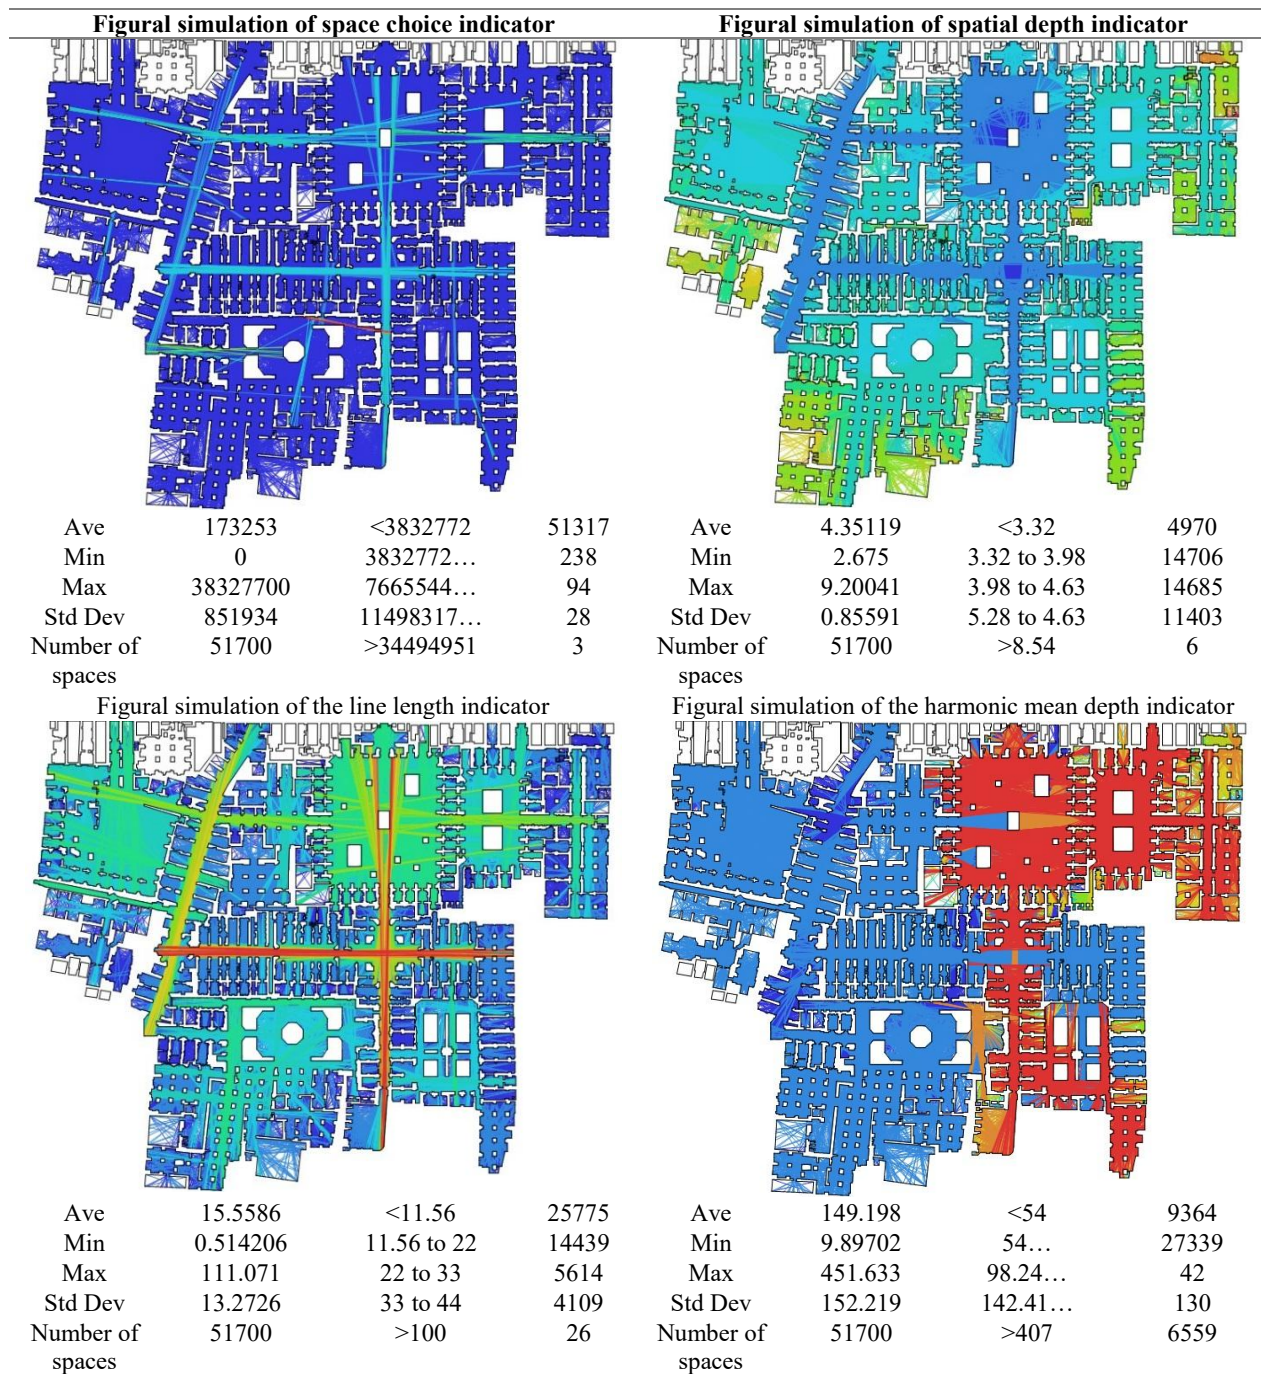 Figural simulation of space choice indicator
Figural simulation of spatial depth indicator
Ave 173253 <3832772 51317
Min 0 3832772… 238
Max 38327700 7665544… 94
Std Dev 851934 11498317… 28
Number of spaces 51700 >34494951 3
Ave 4.35119 <3.32 4970
Min 2.675 3.32 to 3.98 14706
Max 9.20041 3.98 to 4.63 14685
Std Dev 0.85591 5.28 to 4.63 11403
Number of spaces 51700 >8.54 6
Figural simulation of the line length indicator
Figural simulation of the harmonic mean depth indicator
Ave 15.5586 <11.56 25775
Min 0.514206 11.56 to 22 14439
Max 111.071 22 to 33 5614
Std Dev 13.2726 33 to 44 4109
Number of spaces 51700 >100 26
Ave 149.198 <54 9364
Min 9.89702 54… 27339
Max 451.633 98.24… 42
Std Dev 152.219 142.41… 130
Number of spaces 51700 >407 6559